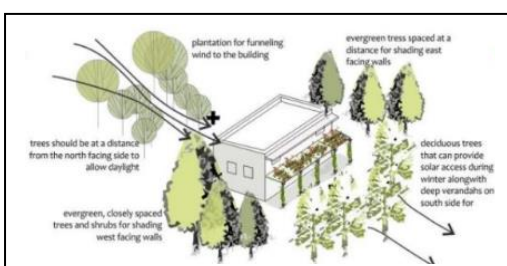 plantation for funneling
wind to the building
evergreen tress spaced at a
distance for shading east
facing walls
trees should be at a distance
from the north facing side to
allow daylight
deciduous trees
that can provide
solar access during
winter alongwith
deep verandahs on
south side for
evergreen, closely spaced
trees and shrubs for shading
west facing walls